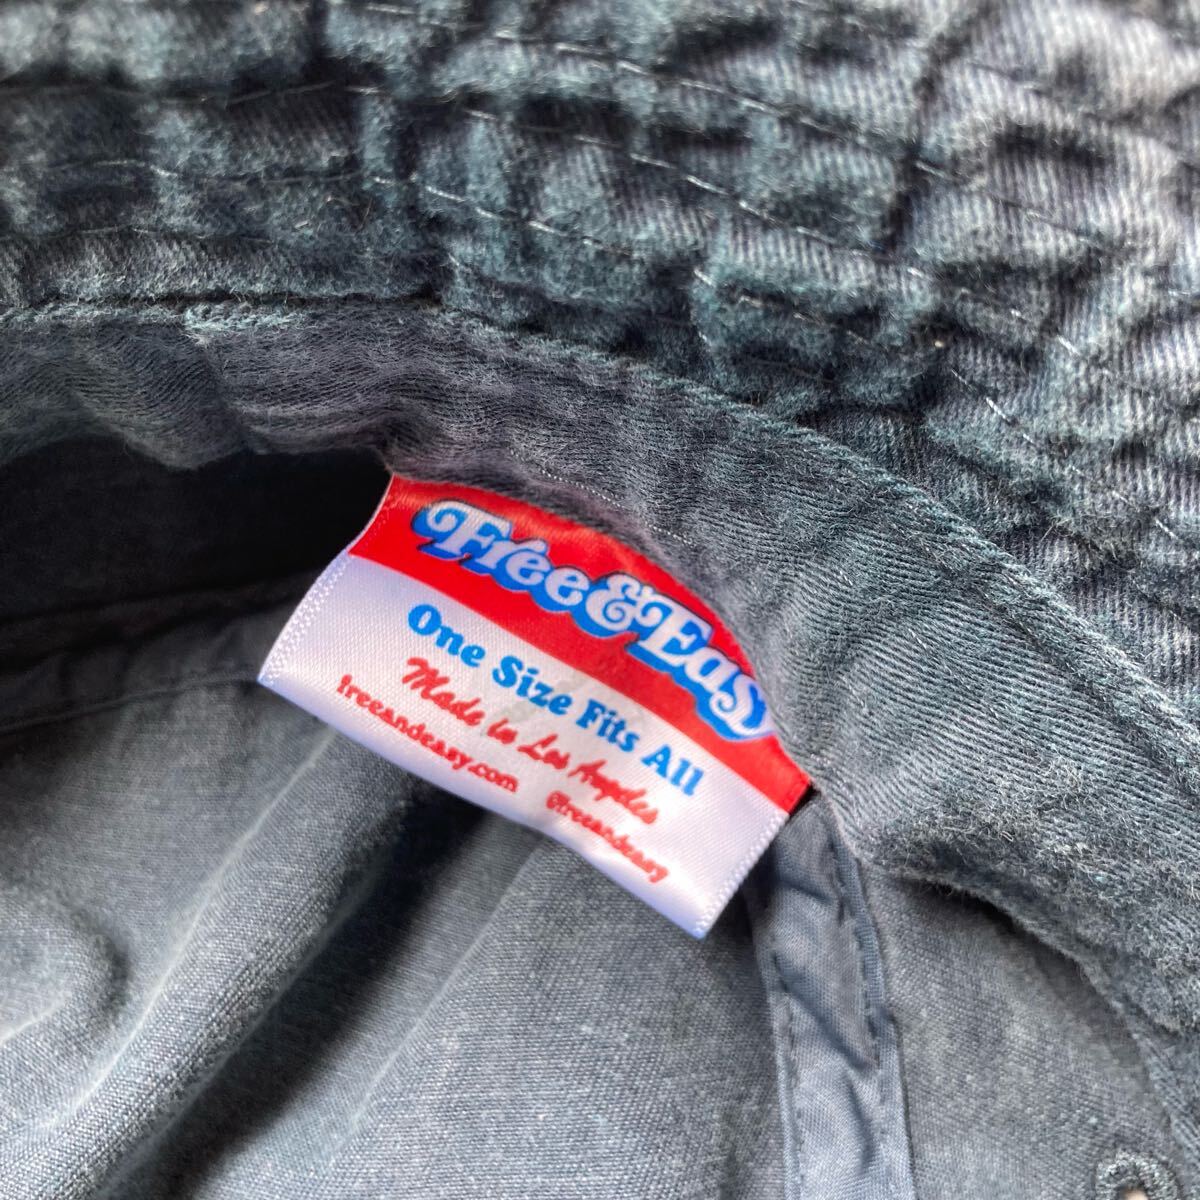 Free&Easy
One Size Fits All
Made in Los Angeles
freeandeasy.com @freeandeasy